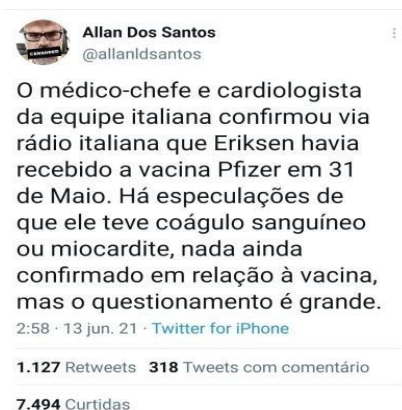 Allan Dos Santos
CENSORED
@allanldsantos
O médico-chefe e cardiologista
da equipe italiana confirmou via
rádio italiana que Eriksen havia
recebido a vacina Pfizer em 31
de Maio. Há especulações de
que ele teve coágulo sanguíneo
ou miocardite, nada ainda
confirmado em relação à vacina,
mas o questionamento é grande.
2:58 · 13 jun. 21 · Twitter for iPhone
1.127 Retweets 318 Tweets com comentário
7.494 Curtidas